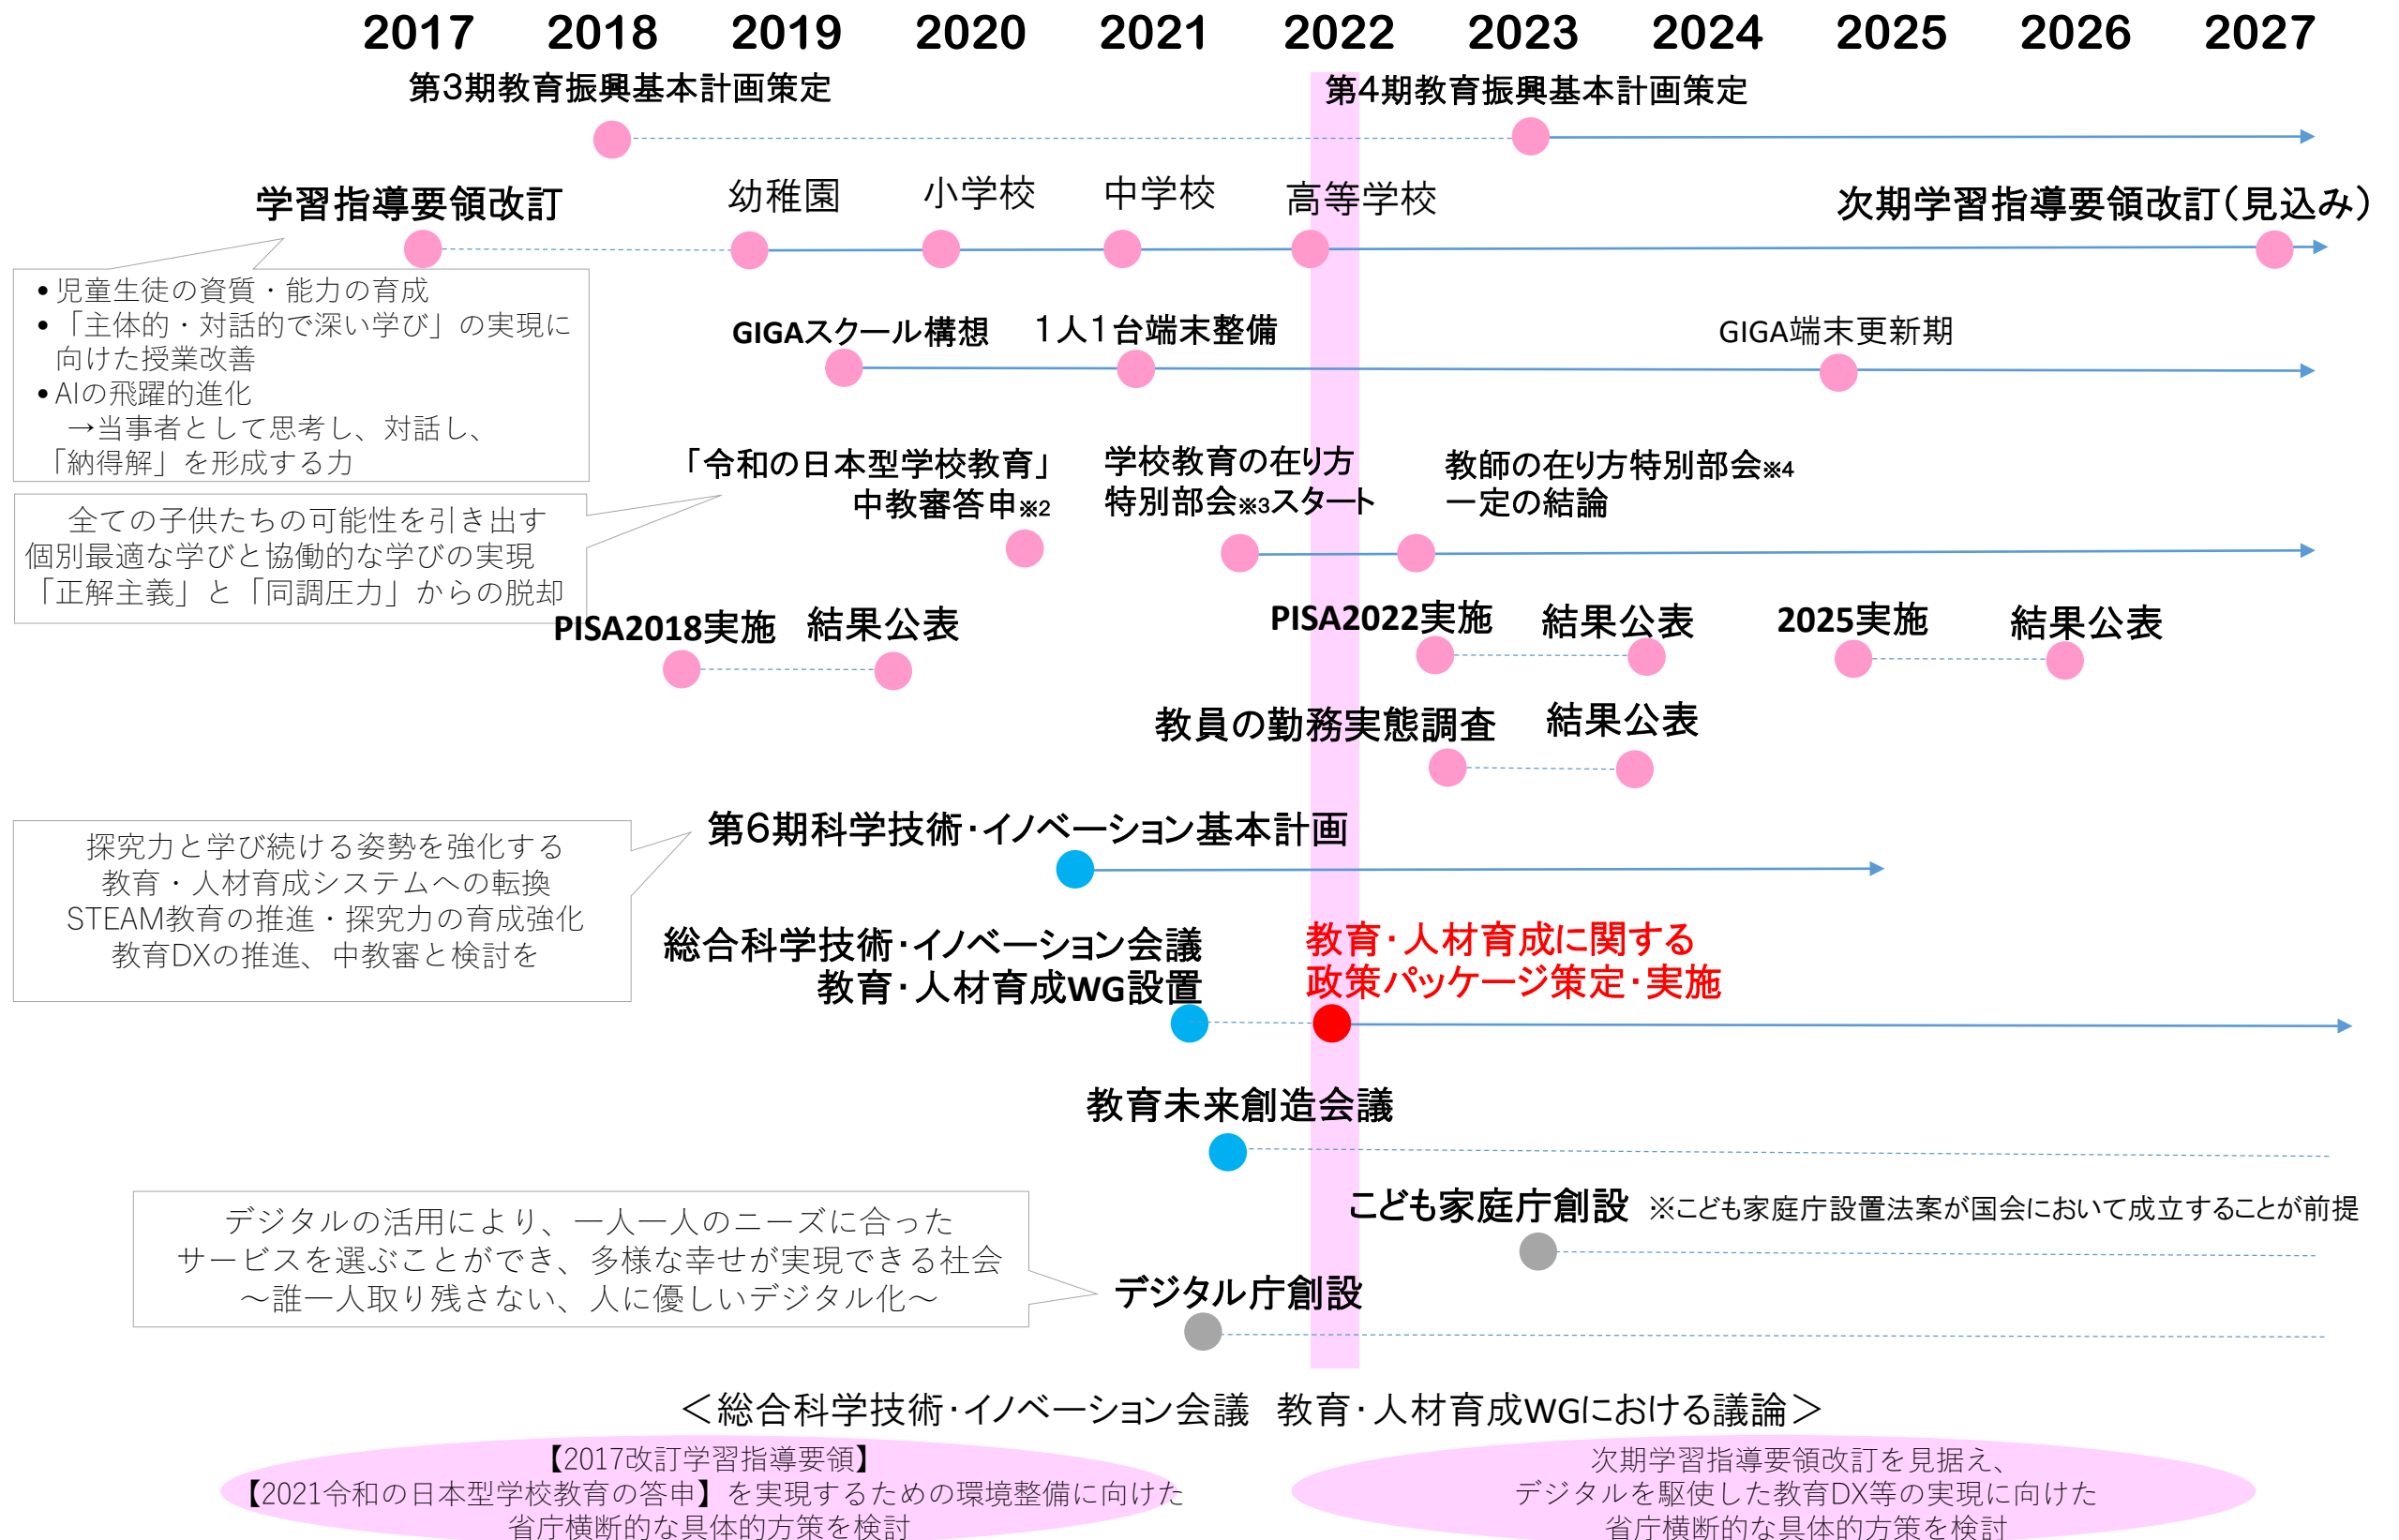 2017 2018 2019 2020 2021 2022 2023 2024 2025 2026 2027
第3期教育振興基本計画策定
第4期教育振興基本計画策定
学習指導要領改訂
幼稚園
小学校
中学校
高等学校
次期学習指導要領改訂(見込み)
•児童生徒の資質・能力の育成
•「主体的・対話的で深い学び」の実現に
向けた授業改善
•AIの飛躍的進化
→当事者として思考し、対話し、
「納得解」を形成する力
GIGAスクール構想
1人1台端末整備
GIGA端末更新期
「令和の日本型学校教育」
中教審答申※2
学校教育の在り方
特別部会※3スタート
教師の在り方特別部会※4
一定の結論
全ての子供たちの可能性を引き出す
個別最適な学びと協働的な学びの実現
「正解主義」と「同調圧力」からの脱却
PISA2018実施
結果公表
PISA2022実施
結果公表
2025実施
結果公表
教員の勤務実態調査
結果公表
第6期科学技術・イノベーション基本計画
探究力と学び続ける姿勢を強化する
教育・人材育成システムへの転換
STEAM教育の推進・探究力の育成強化
教育DXの推進、中教審と検討を
総合科学技術・イノベーション会議
教育・人材育成WG設置
教育・人材育成に関する
政策パッケージ策定・実施
教育未来創造会議
こども家庭庁創設 ※こども家庭庁設置法案が国会において成立することが前提
デジタルの活用により、一人一人のニーズに合った
サービスを選ぶことができ、多様な幸せが実現できる社会
～誰一人取り残さない、人に優しいデジタル化～
デジタル庁創設
＜総合科学技術・イノベーション会議 教育・人材育成WGにおける議論＞
【2017改訂学習指導要領】
【2021令和の日本型学校教育の答申】を実現するための環境整備に向けた
省庁横断的な具体的方策を検討
次期学習指導要領改訂を見据え、
デジタルを駆使した教育DX等の実現に向けた
省庁横断的な具体的方策を検討